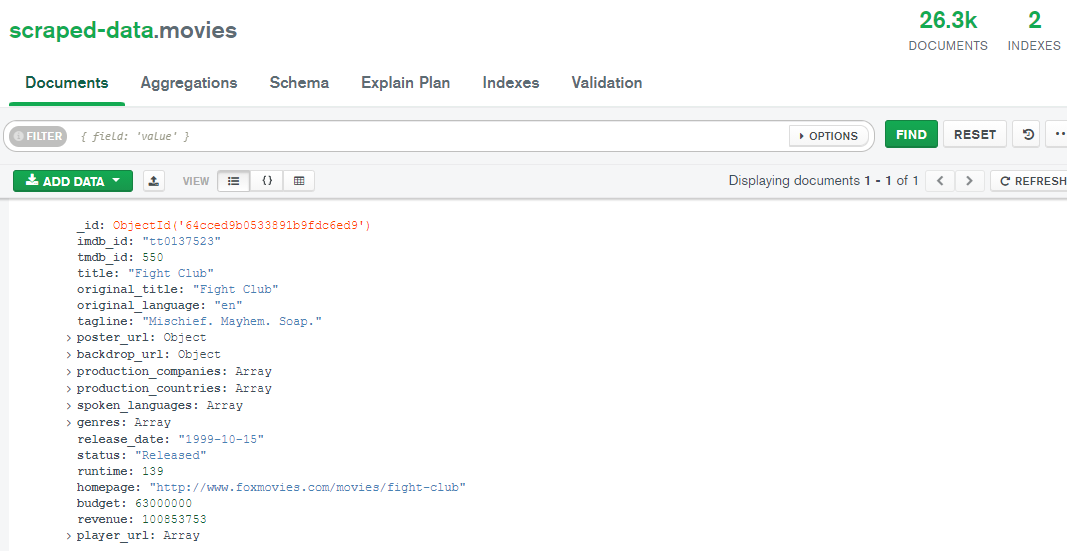 scraped-data.movies
26.3k
DOCUMENTS
2
INDEXES
Documents Aggregations Schema Explain Plan Indexes Validation
FILTER { field: 'value' } OPTIONS FIND RESET
ADD DATA VIEW {} Displaying documents 1 - 1 of 1 < > REFRESH
_id: ObjectId('64cced9b0533891b9fdc6ed9')
imdb_id: "tt0137523"
tmdb_id: 550
title: "Fight Club"
original_title: "Fight Club"
original_language: "en"
tagline: "Mischief. Mayhem. Soap."
> poster_url: Object
> backdrop_url: Object
> production_companies: Array
> production_countries: Array
> spoken_languages: Array
> genres: Array
release_date: "1999-10-15"
status: "Released"
runtime: 139
homepage: "http://www.foxmovies.com/movies/fight-club"
budget: 63000000
revenue: 100853753
> player_url: Array